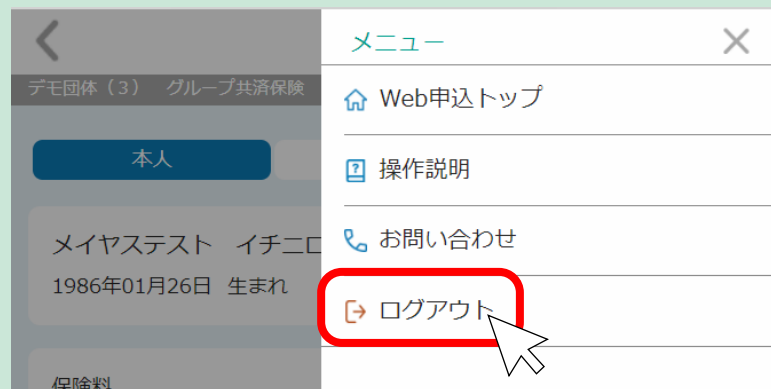 メニュー
デモ団体（３） グループ共済保険
Web申込トップ
本人
操作説明
お問い合わせ
メイヤステスト イチニロ
1986年01月26日 生まれ
ログアウト
保険料